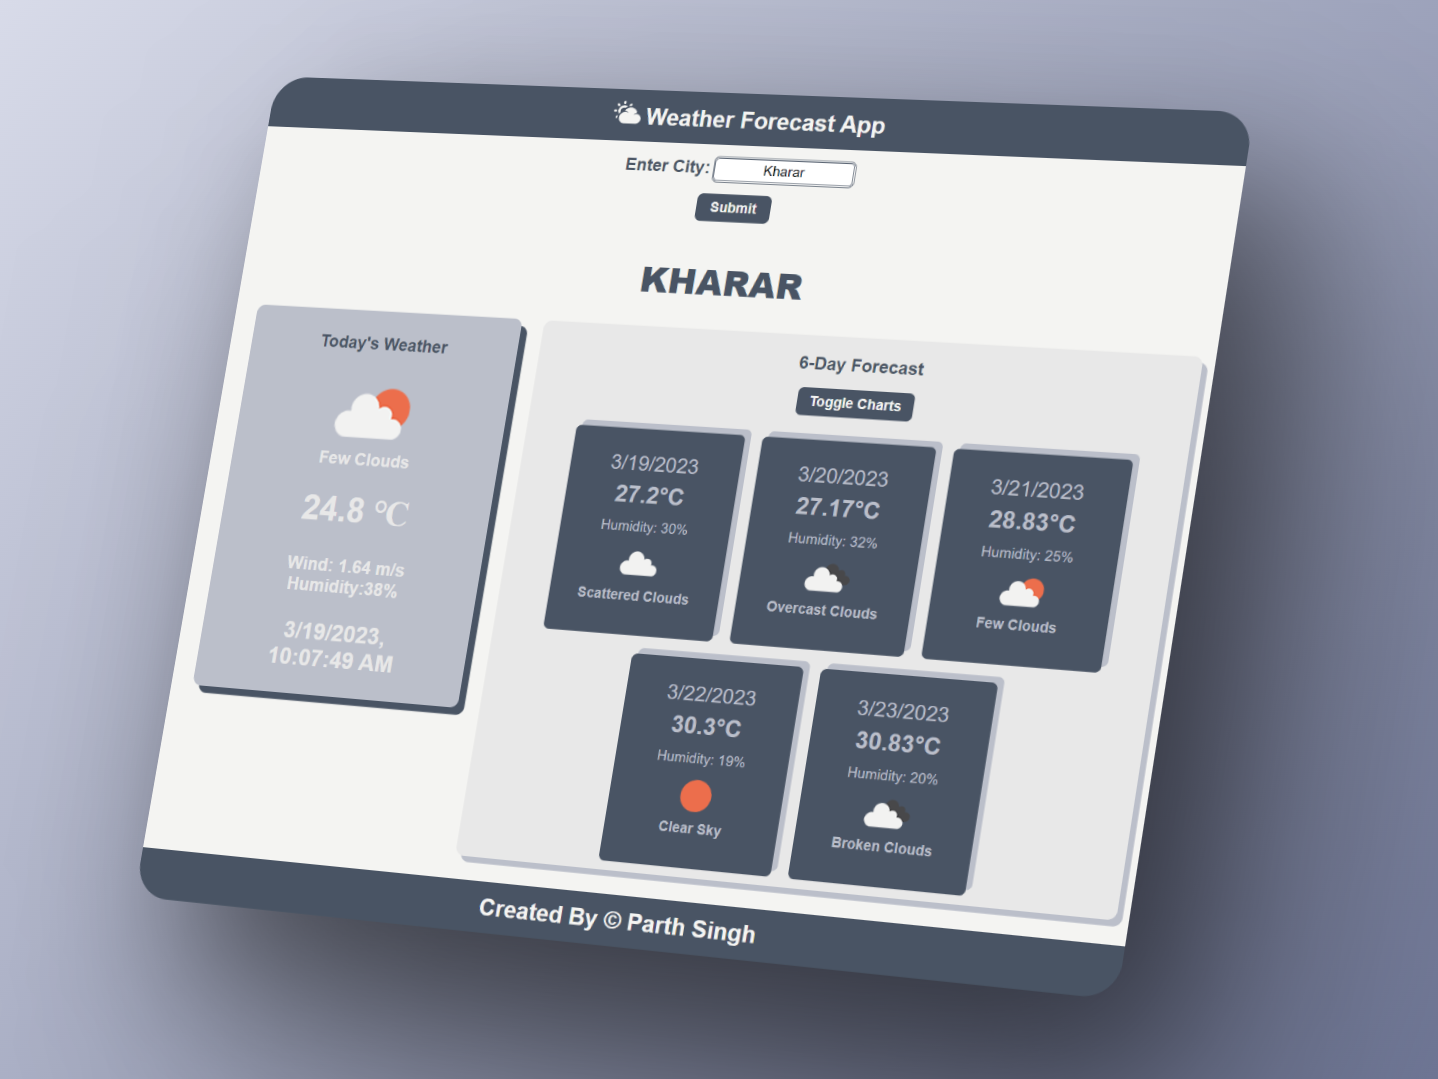 Weather Forecast App
Enter City: Kharar
Submit
KHARAR
Today's Weather
Few Clouds
24.8 °C
Wind: 1.64 m/s
Humidity:38%
3/19/2023,
10:07:49 AM
6-Day Forecast
Toggle Charts
3/19/2023
27.2°C
Humidity: 30%
Scattered Clouds
3/20/2023
27.17°C
Humidity: 32%
Overcast Clouds
3/21/2023
28.83°C
Humidity: 25%
Few Clouds
3/22/2023
30.3°C
Humidity: 19%
Clear Sky
3/23/2023
30.83°C
Humidity: 20%
Broken Clouds
Created By © Parth Singh